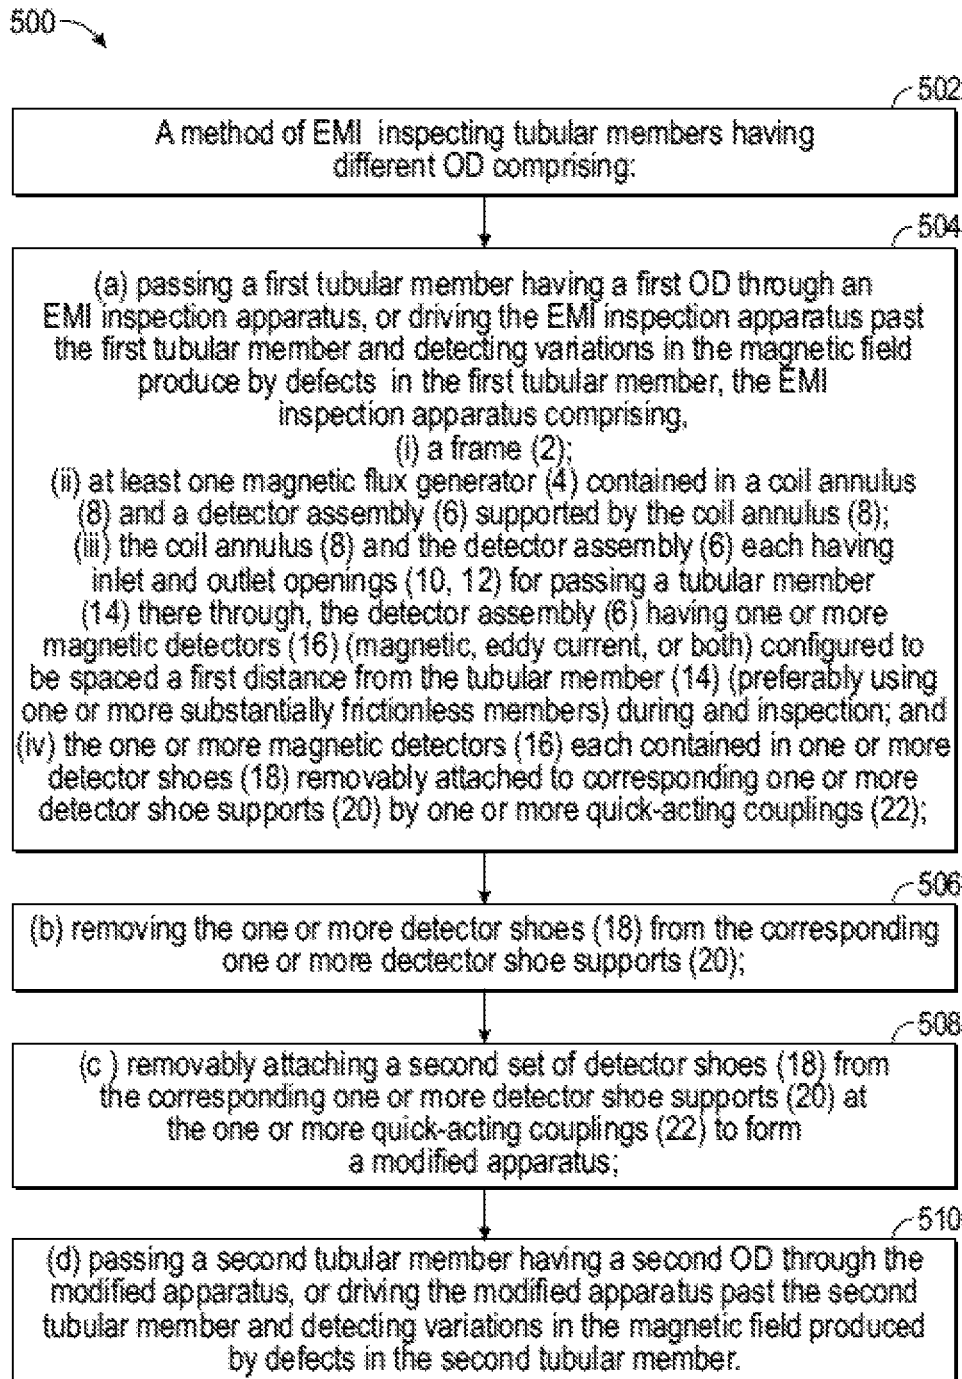 500
502
A method of EMI inspecting tubular members having
different OD comprising:
504
(a) passing a first tubular member having a first OD through an
EMI inspection apparatus, or driving the EMI inspection apparatus past
the first tubular member and detecting variations in the magnetic field
produce by defects in the first tubular member, the EMI
inspection apparatus comprising,
(i) a frame (2);
(ii) at least one magnetic flux generator (4) contained in a coil annulus
(8) and a detector assembly (6) supported by the coil annulus (8);
(iii) the coil annulus (8) and the detector assembly (6) each having
inlet and outlet openings (10, 12) for passing a tubular member
(14) there through, the detector assembly (6) having one or more
magnetic detectors (16) (magnetic, eddy current, or both) configured to
be spaced a first distance from the tubular member (14) (preferably using
one or more substantially frictionless members) during and inspection; and
(iv) the one or more magnetic detectors (16) each contained in one or more
detector shoes (18) removably attached to corresponding one or more
detector shoe supports (20) by one or more quick-acting couplings (22);
506
(b) removing the one or more detector shoes (18) from the corresponding
one or more dectector shoe supports (20);
508
(c ) removably attaching a second set of detector shoes (18) from
the corresponding one or more detector shoe supports (20) at
the one or more quick-acting couplings (22) to form
a modified apparatus;
510
(d) passing a second tubular member having a second OD through the
modified apparatus, or driving the modified apparatus past the second
tubular member and detecting variations in the magnetic field produced
by defects in the second tubular member.